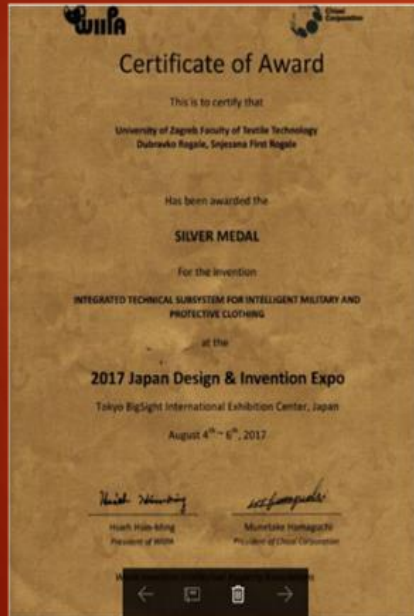 WIIPA
Chizai
Corporation
Certificate of Award
This is to certify that
University of Zagreb Faculty of Textile Technology
Dubravko Rogale, Snjezana Firšt Rogale
Has been awarded the
SILVER MEDAL
For the invention
INTEGRATED TECHNICAL SUBSYSTEM FOR INTELLIGENT MILITARY AND
PROTECTIVE CLOTHING
at the
2017 Japan Design & Invention Expo
Tokyo BigSight International Exhibition Center, Japan
August 4th – 6th, 2017
Hsieh Hsin-Ming
Munetake Hamaguchi
President of WIIPA
President of Chizai Corporation